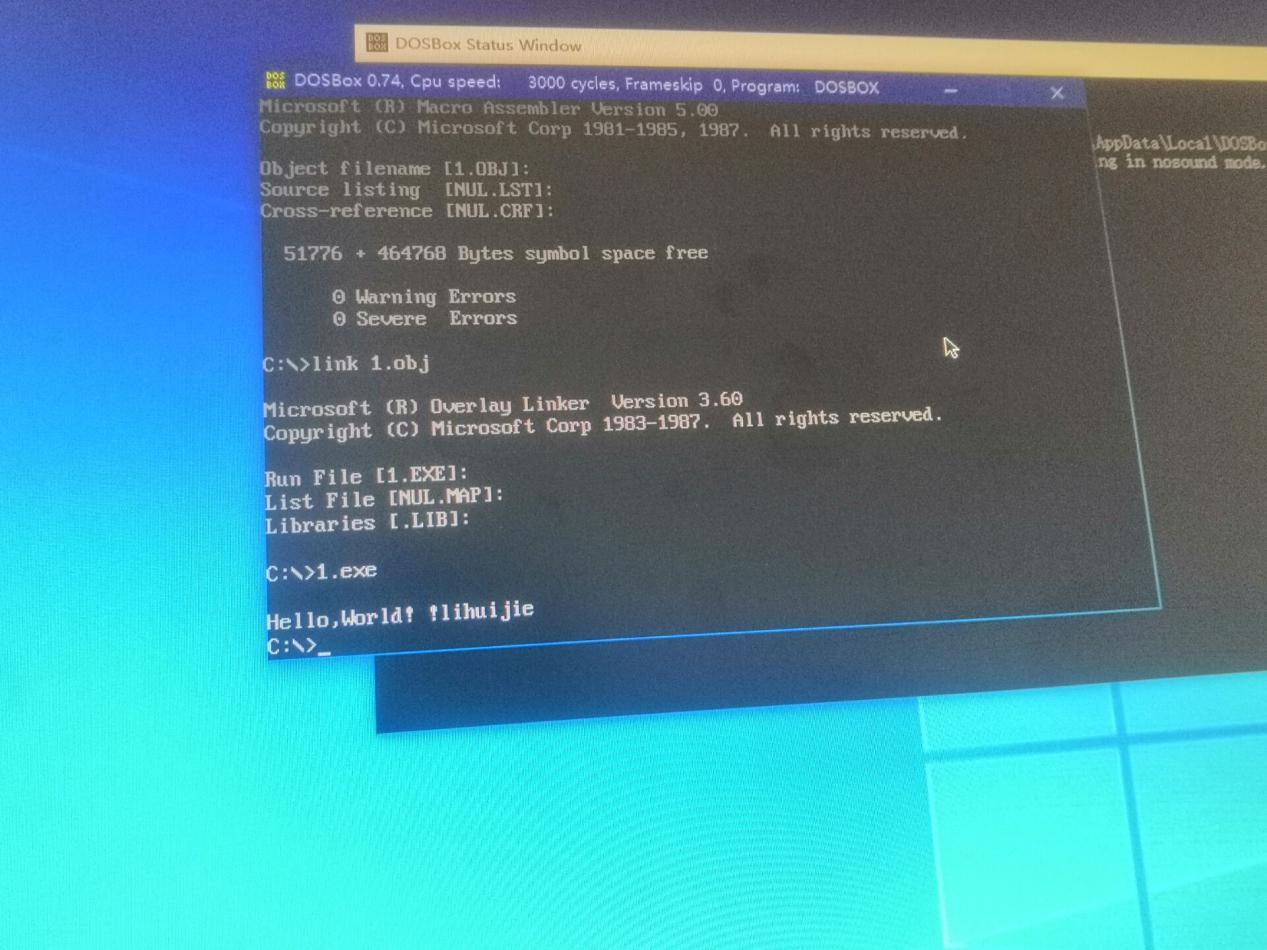 DOSBox Status Window
DOSBox 0.74, Cpu speed: 3000 cycles, Frameskip 0, Program: DOSBOX
Microsoft (R) Macro Assembler Version 5.00
Copyright (C) Microsoft Corp 1981-1985, 1987. All rights reserved.
\AppData\Local\DOSBo
ng in nosound mode.
Object filename [1.OBJ]:
Source listing [NUL.LST]:
Cross-reference [NUL.CRF]:
51776 + 464768 Bytes symbol space free
0 Warning Errors
0 Severe Errors
C:\>link 1.obj
Microsoft (R) Overlay Linker Version 3.60
Copyright (C) Microsoft Corp 1983-1987. All rights reserved.
Run File [1.EXE]:
List File [NUL.MAP]:
Libraries [.LIB]:
C:\>1.exe
Hello,World! !lihuijie
C:\>_